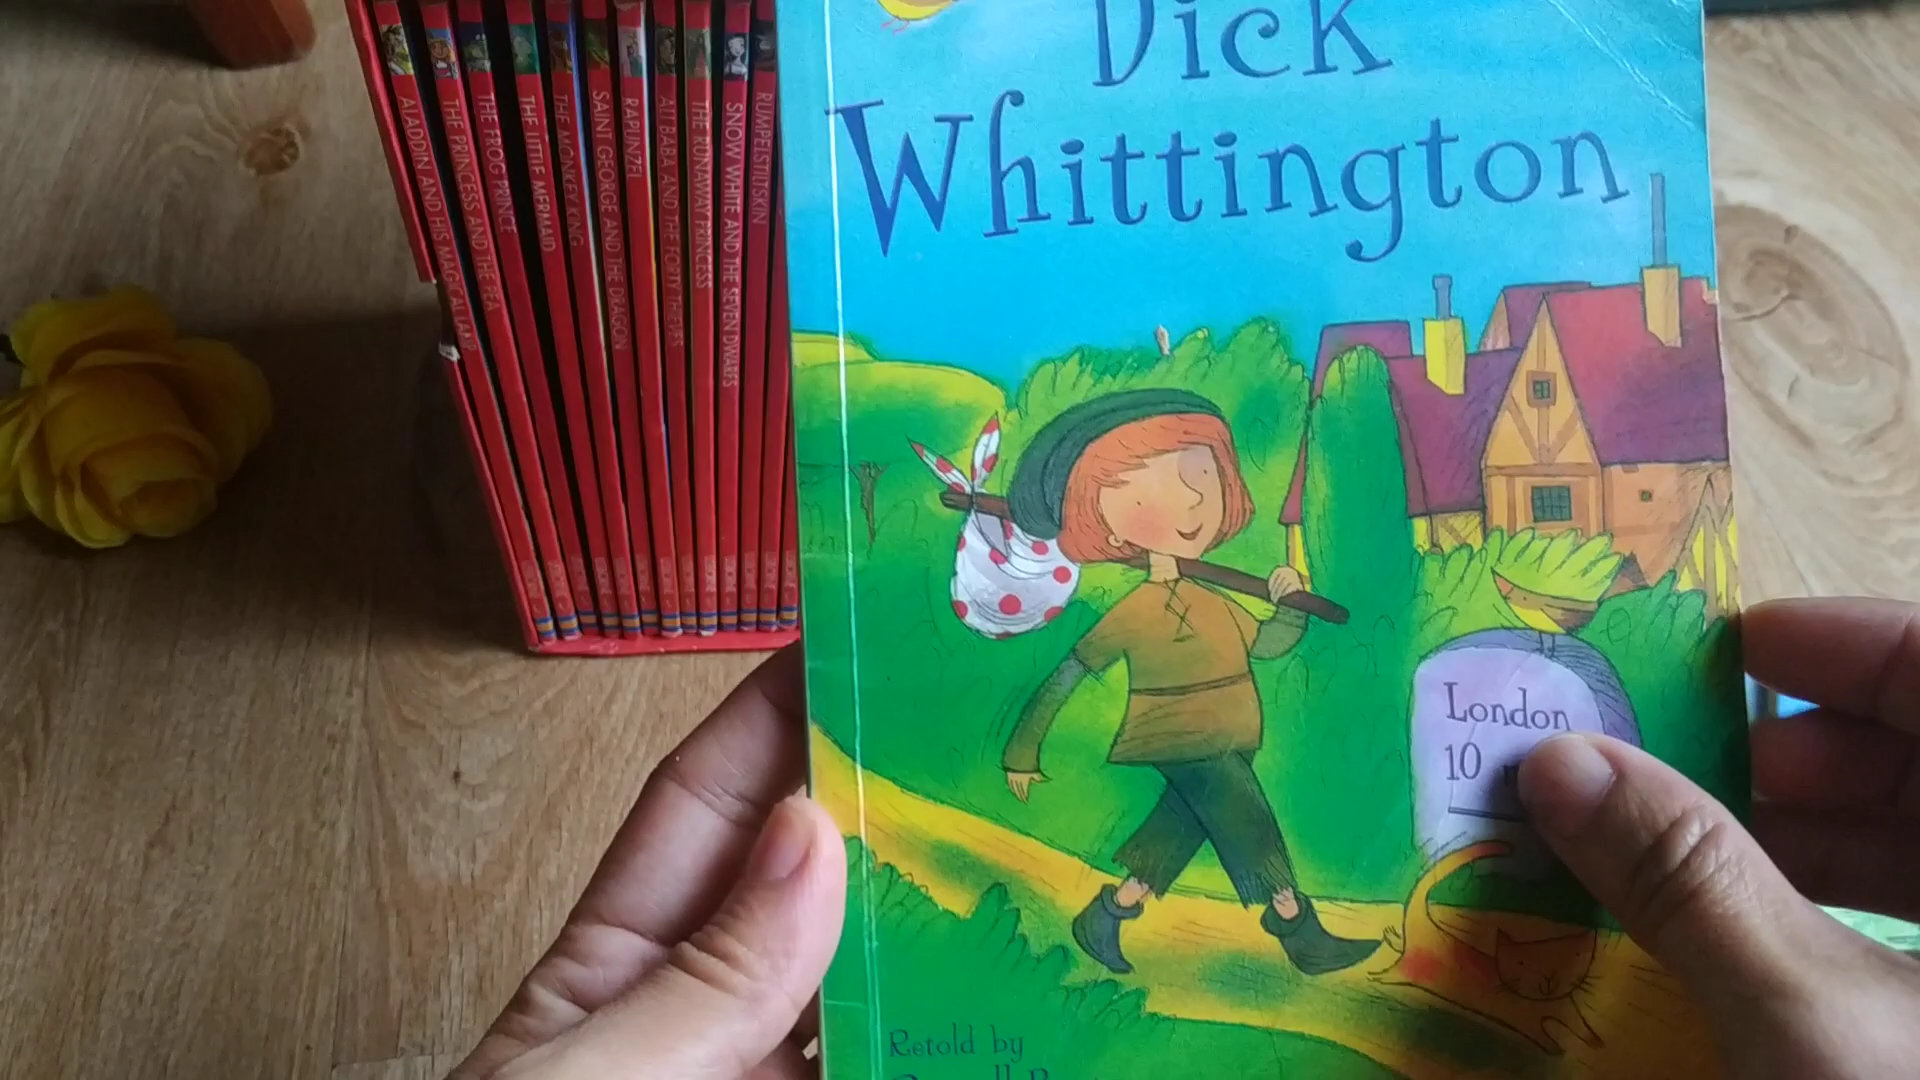 ALADDIN AND HIS MAGICAL LAMP
THE PRINCESS AND THE PEA
THE FROG PRINCE
THE LITTLE MERMAID
THE MONKEY KING
SAINT GEORGE AND THE DRAGON
RAPUNZEL
ALI BABA AND THE FORTY THIEVES
THE RUNAWAY PRINCESS
SNOW WHITE AND THE SEVEN DWARFS
RUMPELSTILTSKIN
Dick
Whittington
London
10
Retold by